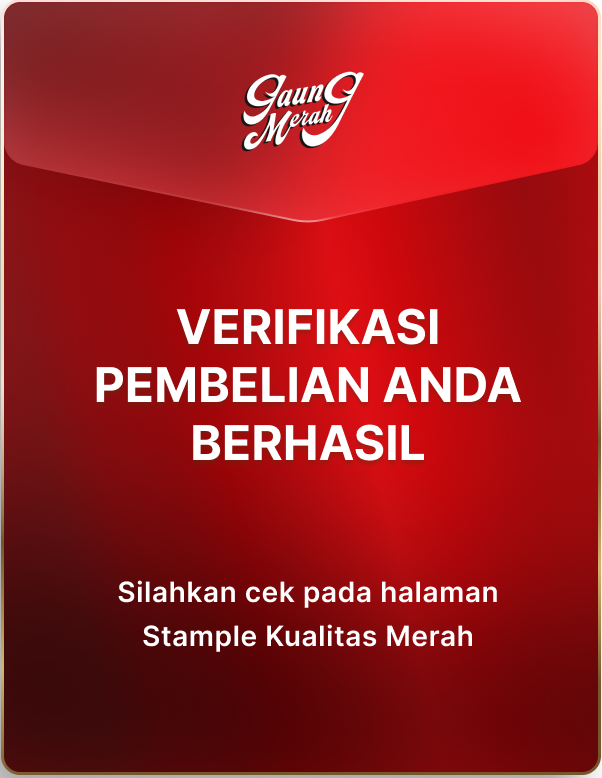 Gaung
Merah
VERIFIKASI
PEMBELIAN ANDA
BERHASIL
Silahkan cek pada halaman
Stample Kualitas Merah